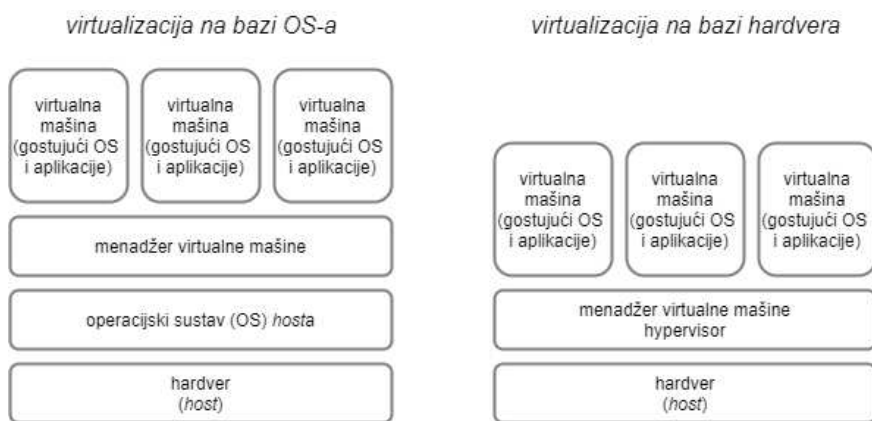 virtualizacija na bazi OS-a
virtualna
mašina
(gostujući OS
i aplikacije)
virtualna
mašina
(gostujući OS
i aplikacije)
virtualna
mašina
(gostujući OS
i aplikacije)
menadžer virtualne mašine
operacijski sustav (OS) hosta
hardver
(host)
virtualizacija na bazi hardvera
virtualna
mašina
(gostujući OS
i aplikacije)
virtualna
mašina
(gostujući OS
i aplikacije)
virtualna
mašina
(gostujući OS
i aplikacije)
menadžer virtualne mašine
hypervisor
hardver
(host)